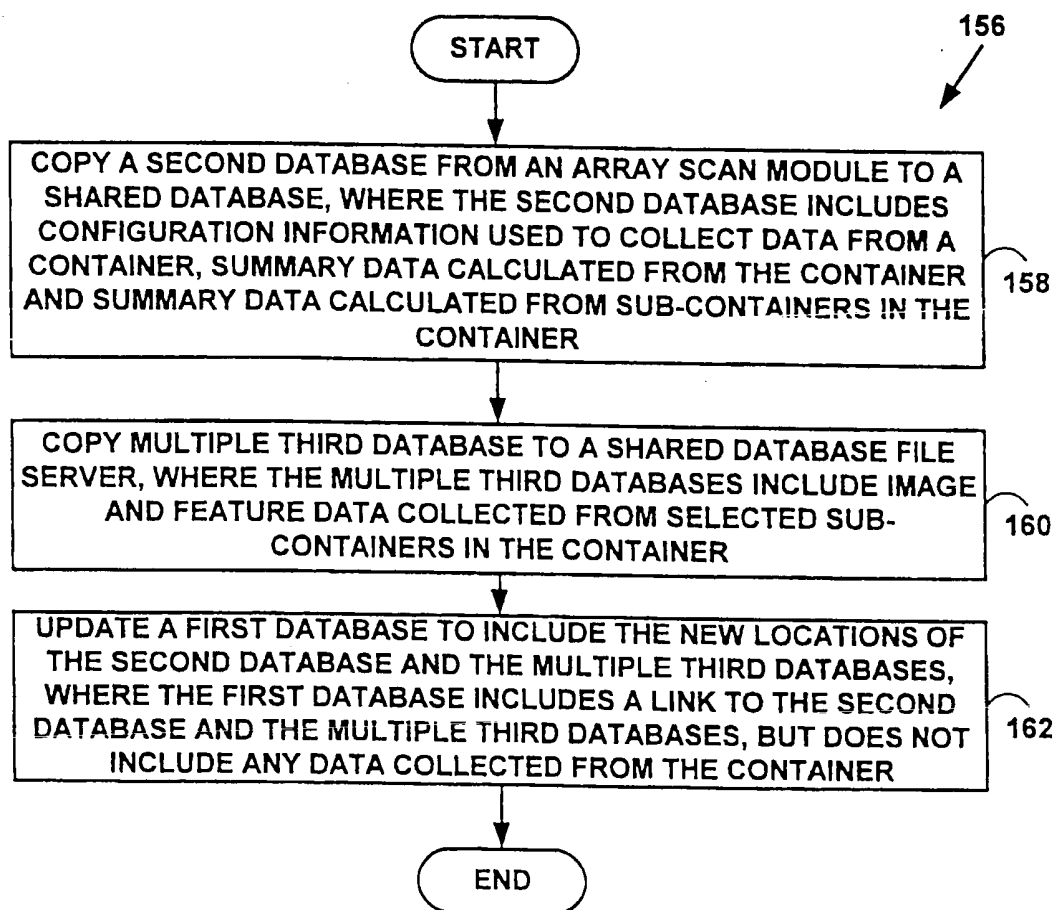 156
START
COPY A SECOND DATABASE FROM AN ARRAY SCAN MODULE TO A
SHARED DATABASE, WHERE THE SECOND DATABASE INCLUDES
CONFIGURATION INFORMATION USED TO COLLECT DATA FROM A
CONTAINER, SUMMARY DATA CALCULATED FROM THE CONTAINER
AND SUMMARY DATA CALCULATED FROM SUB-CONTAINERS IN THE
CONTAINER
158
COPY MULTIPLE THIRD DATABASE TO A SHARED DATABASE FILE
SERVER, WHERE THE MULTIPLE THIRD DATABASES INCLUDE IMAGE
AND FEATURE DATA COLLECTED FROM SELECTED SUB-
CONTAINERS IN THE CONTAINER
160
UPDATE A FIRST DATABASE TO INCLUDE THE NEW LOCATIONS OF
THE SECOND DATABASE AND THE MULTIPLE THIRD DATABASES,
WHERE THE FIRST DATABASE INCLUDES A LINK TO THE SECOND
DATABASE AND THE MULTIPLE THIRD DATABASES, BUT DOES NOT
INCLUDE ANY DATA COLLECTED FROM THE CONTAINER
162
END